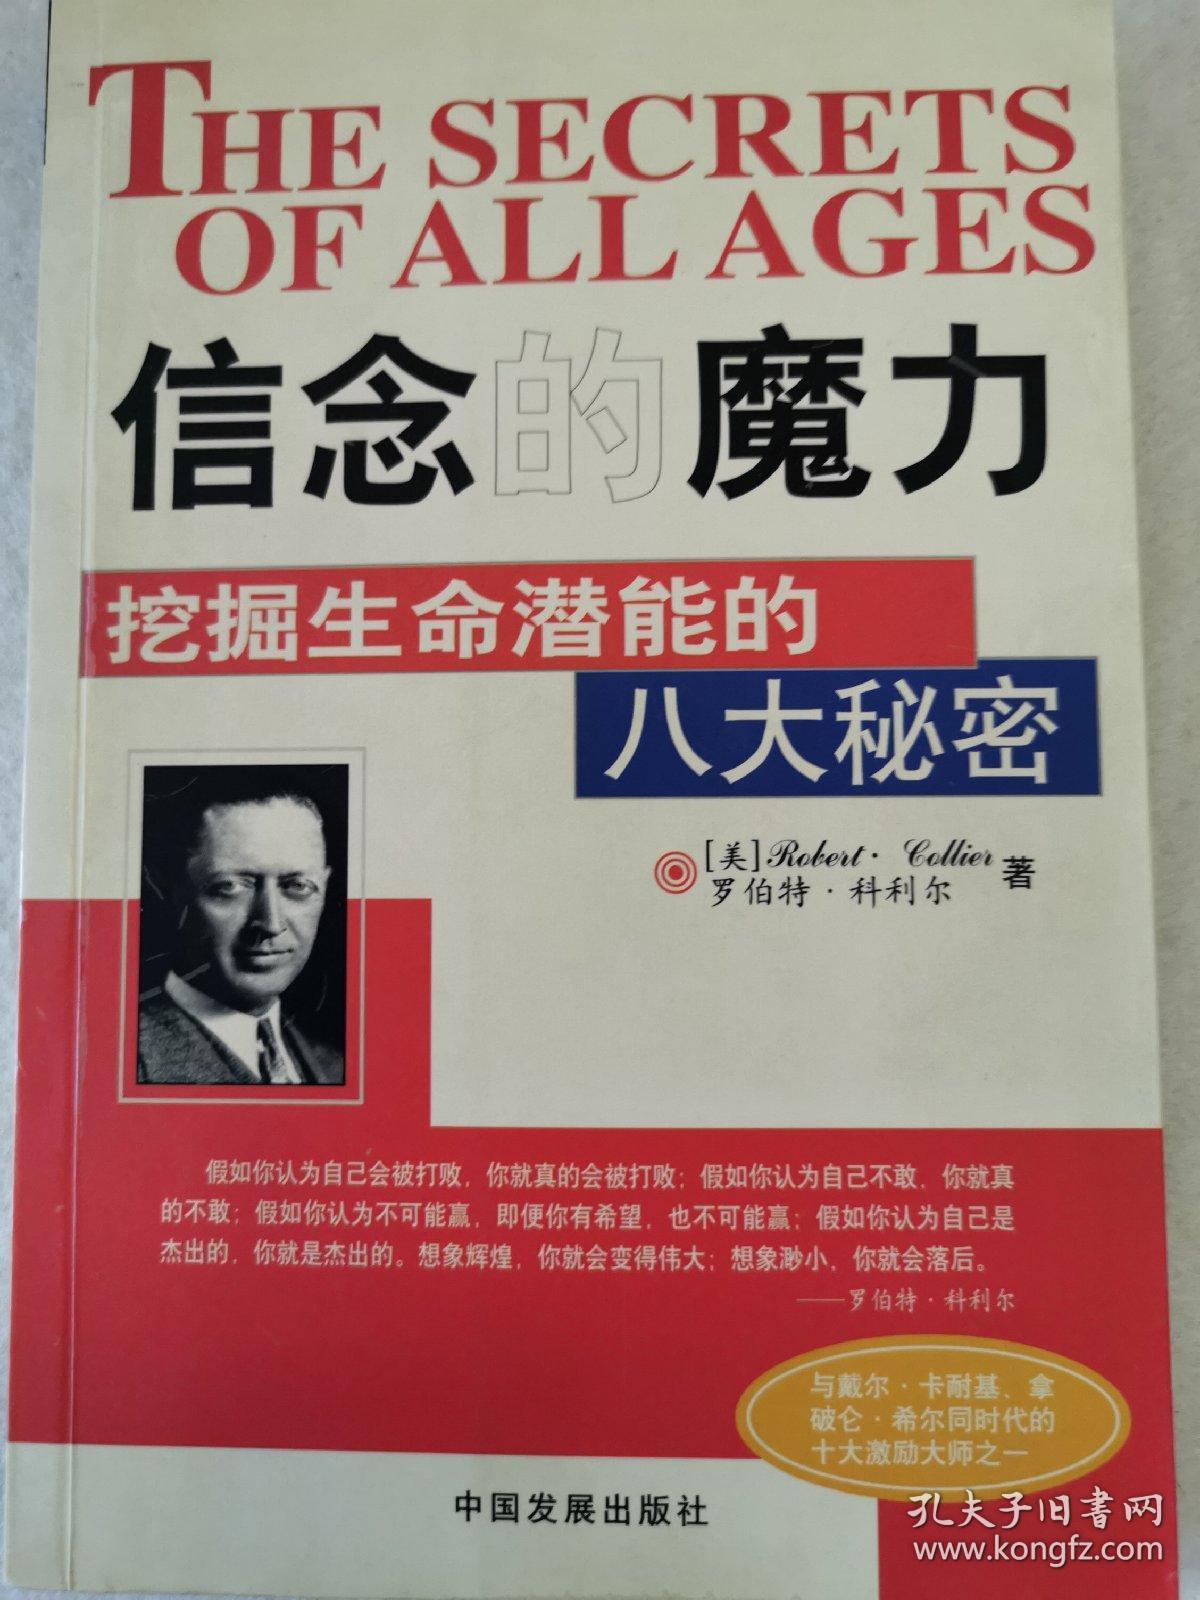 THE SECRETS
OF ALL AGES
信念的魔力
挖掘生命潜能的
八大秘密
[美]Robert · Collier
罗伯特·科利尔 著
假如你认为自己会被打败，你就真的会被打败；假如你认为自己不敢，你就真
的不敢；假如你认为不可能赢，即便你有希望，也不可能赢；假如你认为自己是
杰出的，你就是杰出的。想象辉煌，你就会变得伟大；想象渺小，你就会落后。
——罗伯特·科利尔
与戴尔·卡耐基、拿
破仑·希尔同时代的
十大激励大师之一
中国发展出版社
孔夫子旧书网
www.kongfz.com